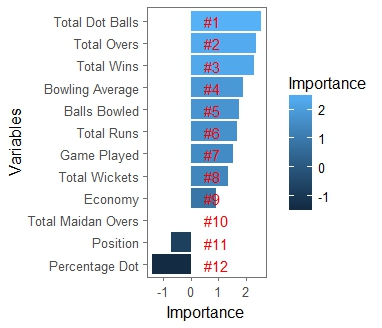 Total Dot Balls #1
Total Overs #2
Total Wins #3
Bowling Average #4
Balls Bowled #5
Total Runs #6
Game Played #7
Total Wickets #8
Economy #9
Total Maidan Overs #10
Position #11
Percentage Dot #12
Variables
-1 0 1 2
Importance
Importance
2
1
0
-1